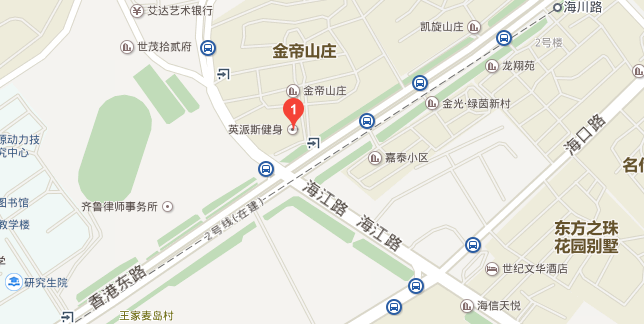 海川路
艾达艺术银行
凯旋山庄
世茂拾贰府
2号楼
金帝山庄
龙翔苑
金帝山庄
金光·绿茵新村
1
英派斯健身
海口路
源动力技
究中心
嘉泰小区
名仕
图书馆
齐鲁律师事务所
海江路
海江路
教学楼
2号线(在建)
东方之珠
花园别墅
学
香港东路
世纪文华酒店
研究生院
海信天悦
王家麦岛村